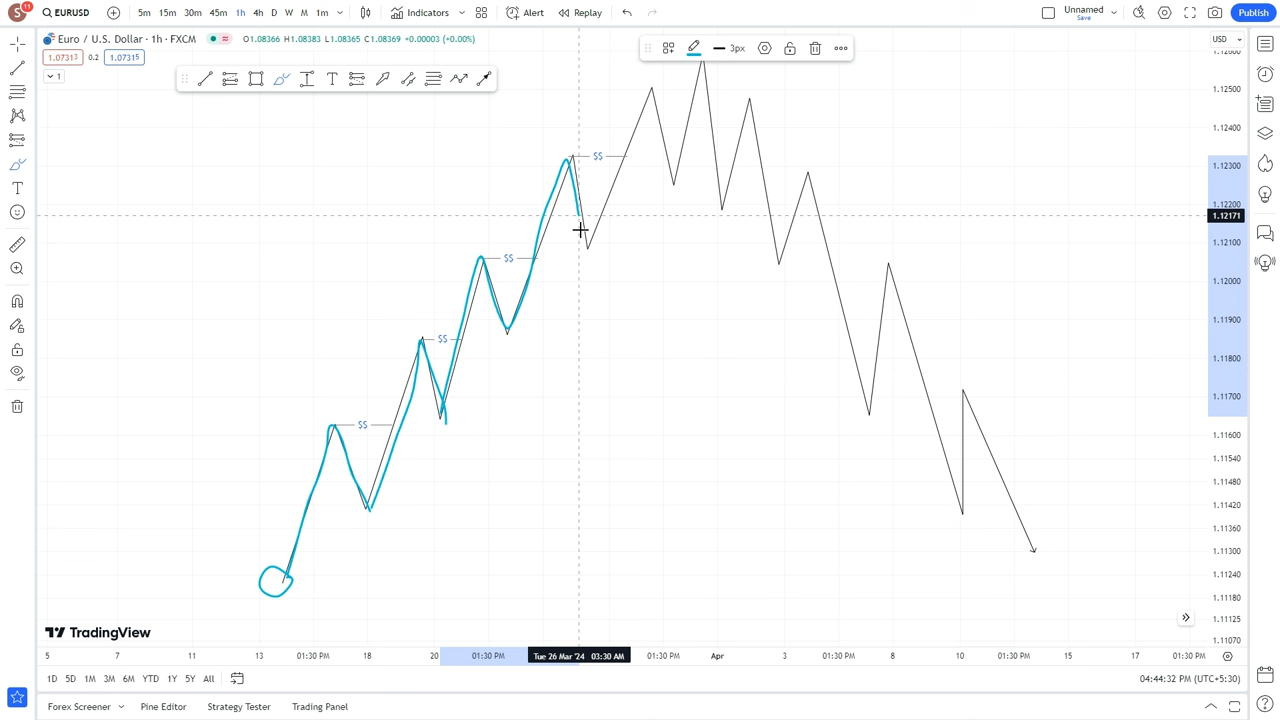 S 11 EURUSD 5m 15m 30m 45m 1h 4h D W M 1m Indicators Alert Replay Unnamed Save Publish
Euro / U.S. Dollar · 1h · FXCM O1.08366 H1.08383 L1.08365 C1.08369 +0.00003 (+0.00%)
USD
3px
1.07313 0.2 1.07315
1
T
T
1.12600
1.12500
1.12400
1.12300
1.12200
1.12171
1.12100
1.12000
1.11900
1.11800
1.11700
1.11600
1.11540
1.11480
1.11420
1.11360
1.11300
1.11240
1.11180
1.11125
1.11070
$$
$$
$$
$$
TradingView
5 7 13 11 01:30 PM 18 20 01:30 PM Tue 26 Mar '24 03:30 AM 01:30 PM Apr 3 01:30 PM 8 10 01:30 PM 15 17 01:30 PM
1D 5D 1M 3M 6M YTD 1Y 5Y All 04:44:32 PM (UTC+5:30)
Forex Screener Pine Editor Strategy Tester Trading Panel